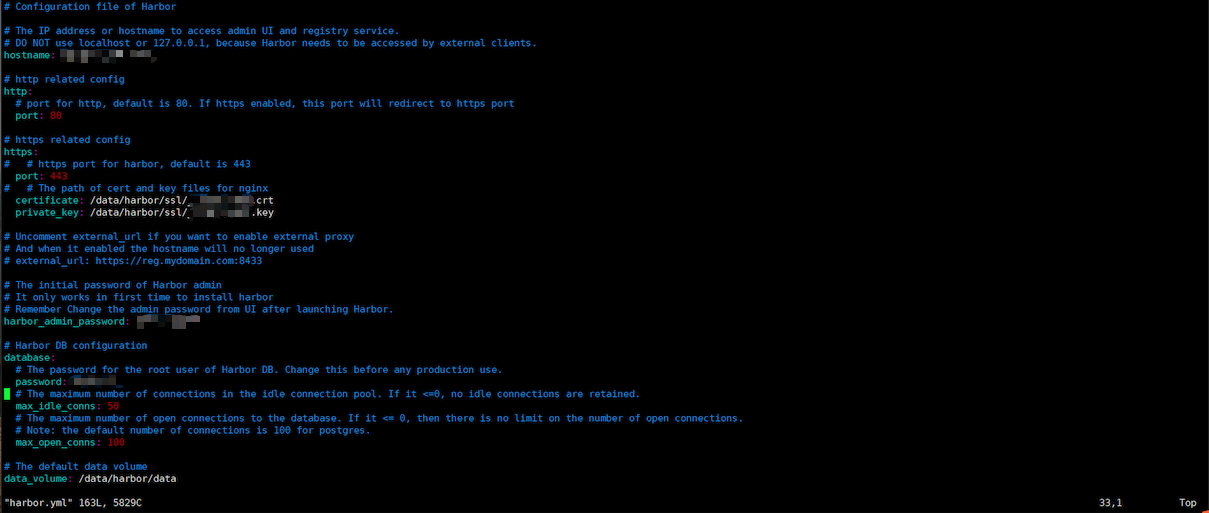 # Configuration file of Harbor
# The IP address or hostname to access admin UI and registry service.
# DO NOT use localhost or 127.0.0.1, because Harbor needs to be accessed by external clients.
hostname:
# http related config
http:
  # port for http, default is 80. If https enabled, this port will redirect to https port
  port: 80
# https related config
https:
#   # https port for harbor, default is 443
  port: 443
#   # The path of cert and key files for nginx
  certificate: /data/harbor/ssl/ .crt
  private_key: /data/harbor/ssl/ .key
# Uncomment external_url if you want to enable external proxy
# And when it enabled the hostname will no longer used
# external_url: https://reg.mydomain.com:8433
# The initial password of Harbor admin
# It only works in first time to install harbor
# Remember Change the admin password from UI after launching Harbor.
harbor_admin_password:
# Harbor DB configuration
database:
  # The password for the root user of Harbor DB. Change this before any production use.
  password:
  # The maximum number of connections in the idle connection pool. If it <=0, no idle connections are retained.
  max_idle_conns: 50
  # The maximum number of open connections to the database. If it <= 0, then there is no limit on the number of open connections.
  # Note: the default number of connections is 100 for postgres.
  max_open_conns: 100
# The default data volume
data_volume: /data/harbor/data
"harbor.yml" 163L, 5829C 33,1 Top